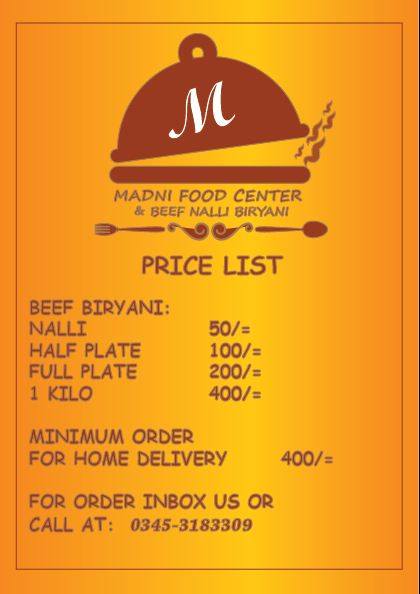 M
MADNI FOOD CENTER
& BEEF NALLI BIRYANI
PRICE LIST
BEEF BIRYANI:
NALLI 50/=
HALF PLATE 100/=
FULL PLATE 200/=
1 KILO 400/=
MINIMUM ORDER
FOR HOME DELIVERY 400/=
FOR ORDER INBOX US OR
CALL AT: 0345-3183309